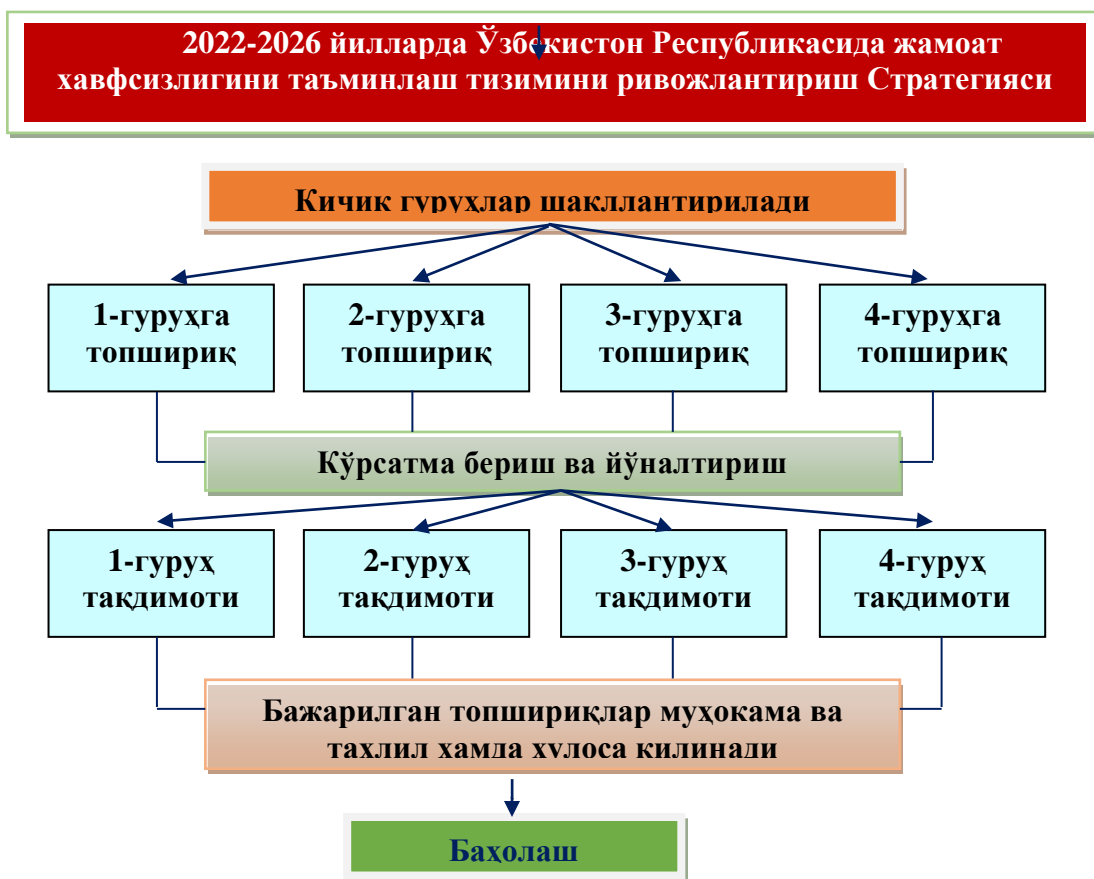 2022-2026 йилларда Ўзбекистон Республикасида жамоат
хавфсизлигини таъминлаш тизимини ривожлантириш Стратегияси
Кичик гуруҳлар шакллантирилади
1-гуруҳга 2-гуруҳга 3-гуруҳга 4-гуруҳга
топшириқ топшириқ топшириқ топшириқ
Кўрсатма бериш ва йўналтириш
1-гуруҳ 2-гуруҳ 3-гуруҳ 4-гуруҳ
тақдимоти тақдимоти тақдимоти тақдимоти
Бажарилган топшириқлар муҳокама ва
таҳлил ҳамда хулоса қилинади
Баҳолаш